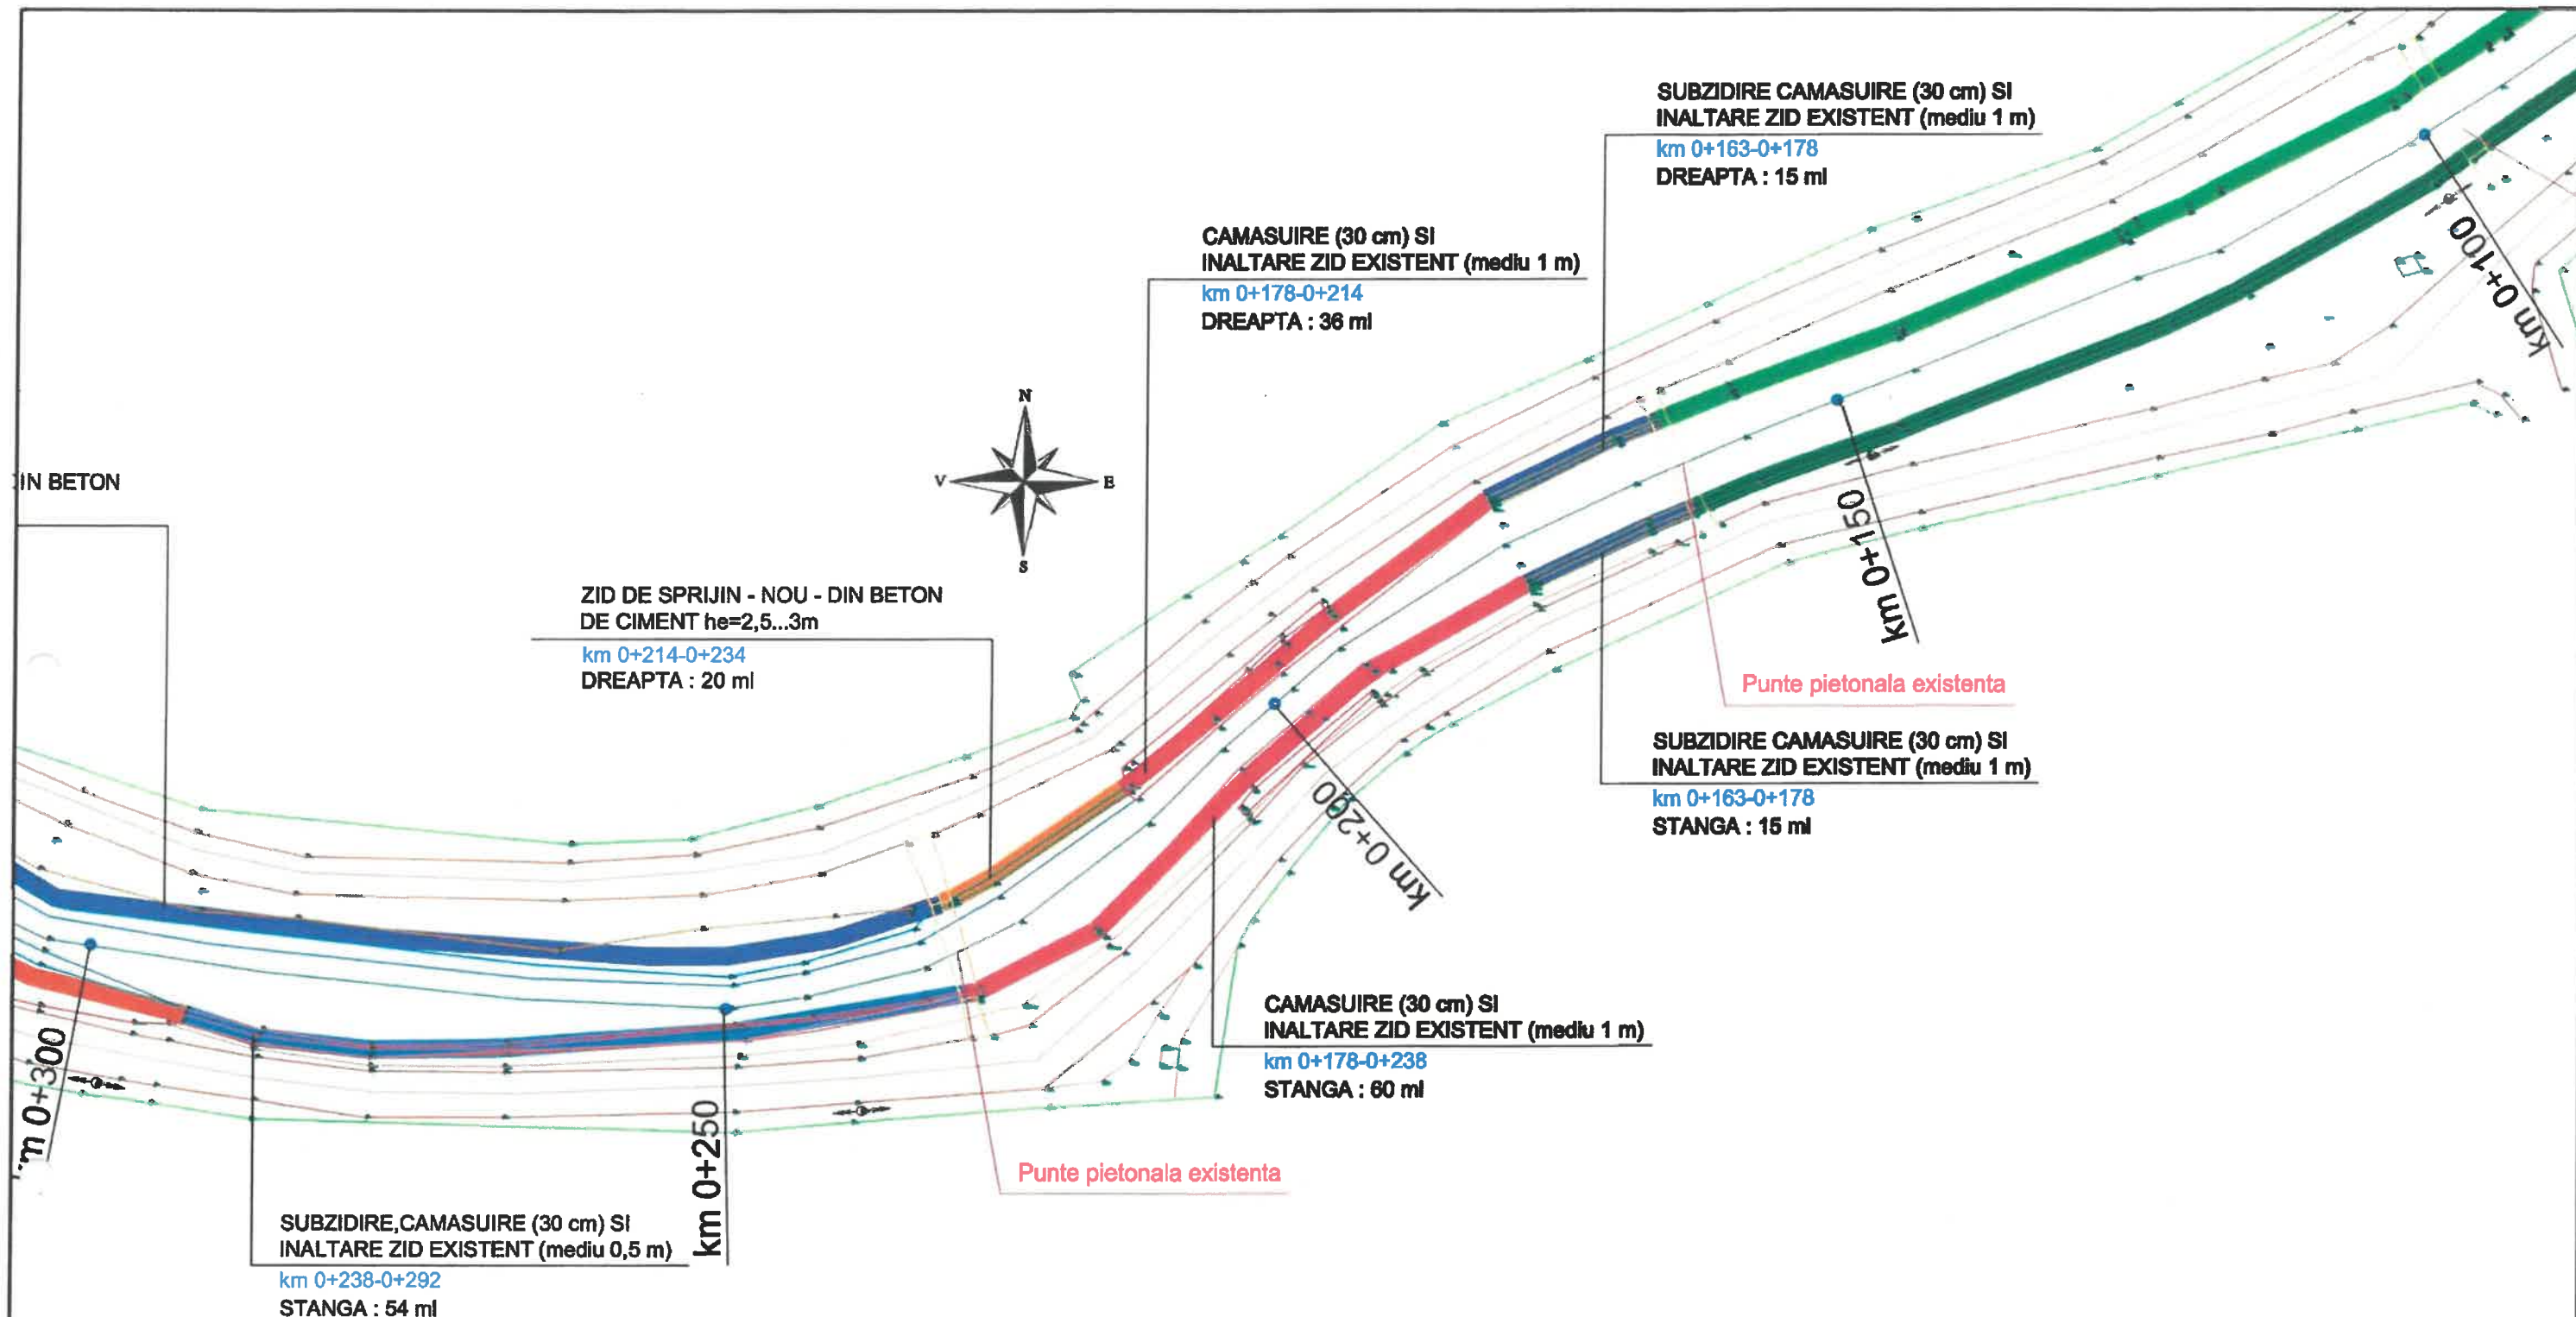 SUBZIDIRE CAMASUIRE (30 cm) SI
INALTARE ZID EXISTENT (mediu 1 m)
km 0+163-0+178
DREAPTA : 15 ml
CAMASUIRE (30 cm) SI
INALTARE ZID EXISTENT (mediu 1 m)
km 0+178-0+214
DREAPTA : 36 ml
km 0+100
N
V
E
S
IN BETON
km 0+150
ZID DE SPRIJIN - NOU - DIN BETON
DE CIMENT he=2,5...3m
km 0+214-0+234
DREAPTA : 20 ml
Punte pietonala existenta
SUBZIDIRE CAMASUIRE (30 cm) SI
INALTARE ZID EXISTENT (mediu 1 m)
km 0+163-0+178
STANGA : 15 ml
km 0+200
CAMASUIRE (30 cm) SI
INALTARE ZID EXISTENT (mediu 1 m)
km 0+178-0+238
STANGA : 60 ml
m 0+300
km 0+250
Punte pietonala existenta
SUBZIDIRE,CAMASUIRE (30 cm) SI
INALTARE ZID EXISTENT (mediu 0,5 m)
km 0+238-0+292
STANGA : 54 ml